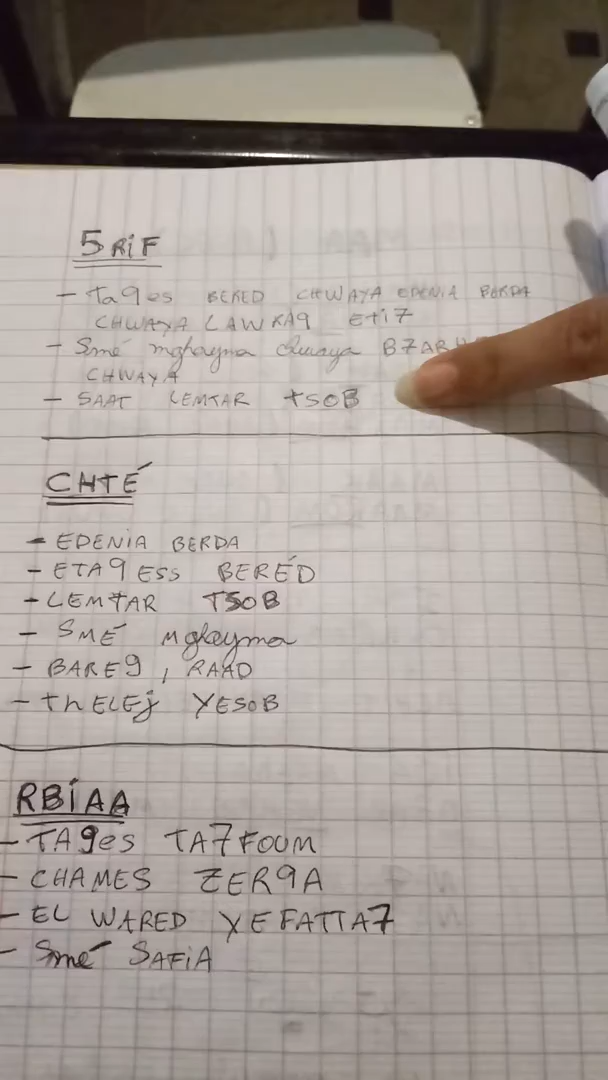 5RiF
- ta9es BERED CHWAYA EDENIA BERDA
CHWAYA LAWRA9 Eti7
- Smé mghayma chwaya
CHWAYA
- SAAT LEMTAR tSOB
CHTÉ
- EDENIA BERDA
- ETA9ESS BERÉD
- LEMTAR TSOB
- SMÉ Mghayma
- BARE9, RAAD
- thELEj YESOB
RBiAA
- TA9es TA7FOUM
- CHAMES ZER9A
- EL WARED YEFATTA7
- Smé SAFiA